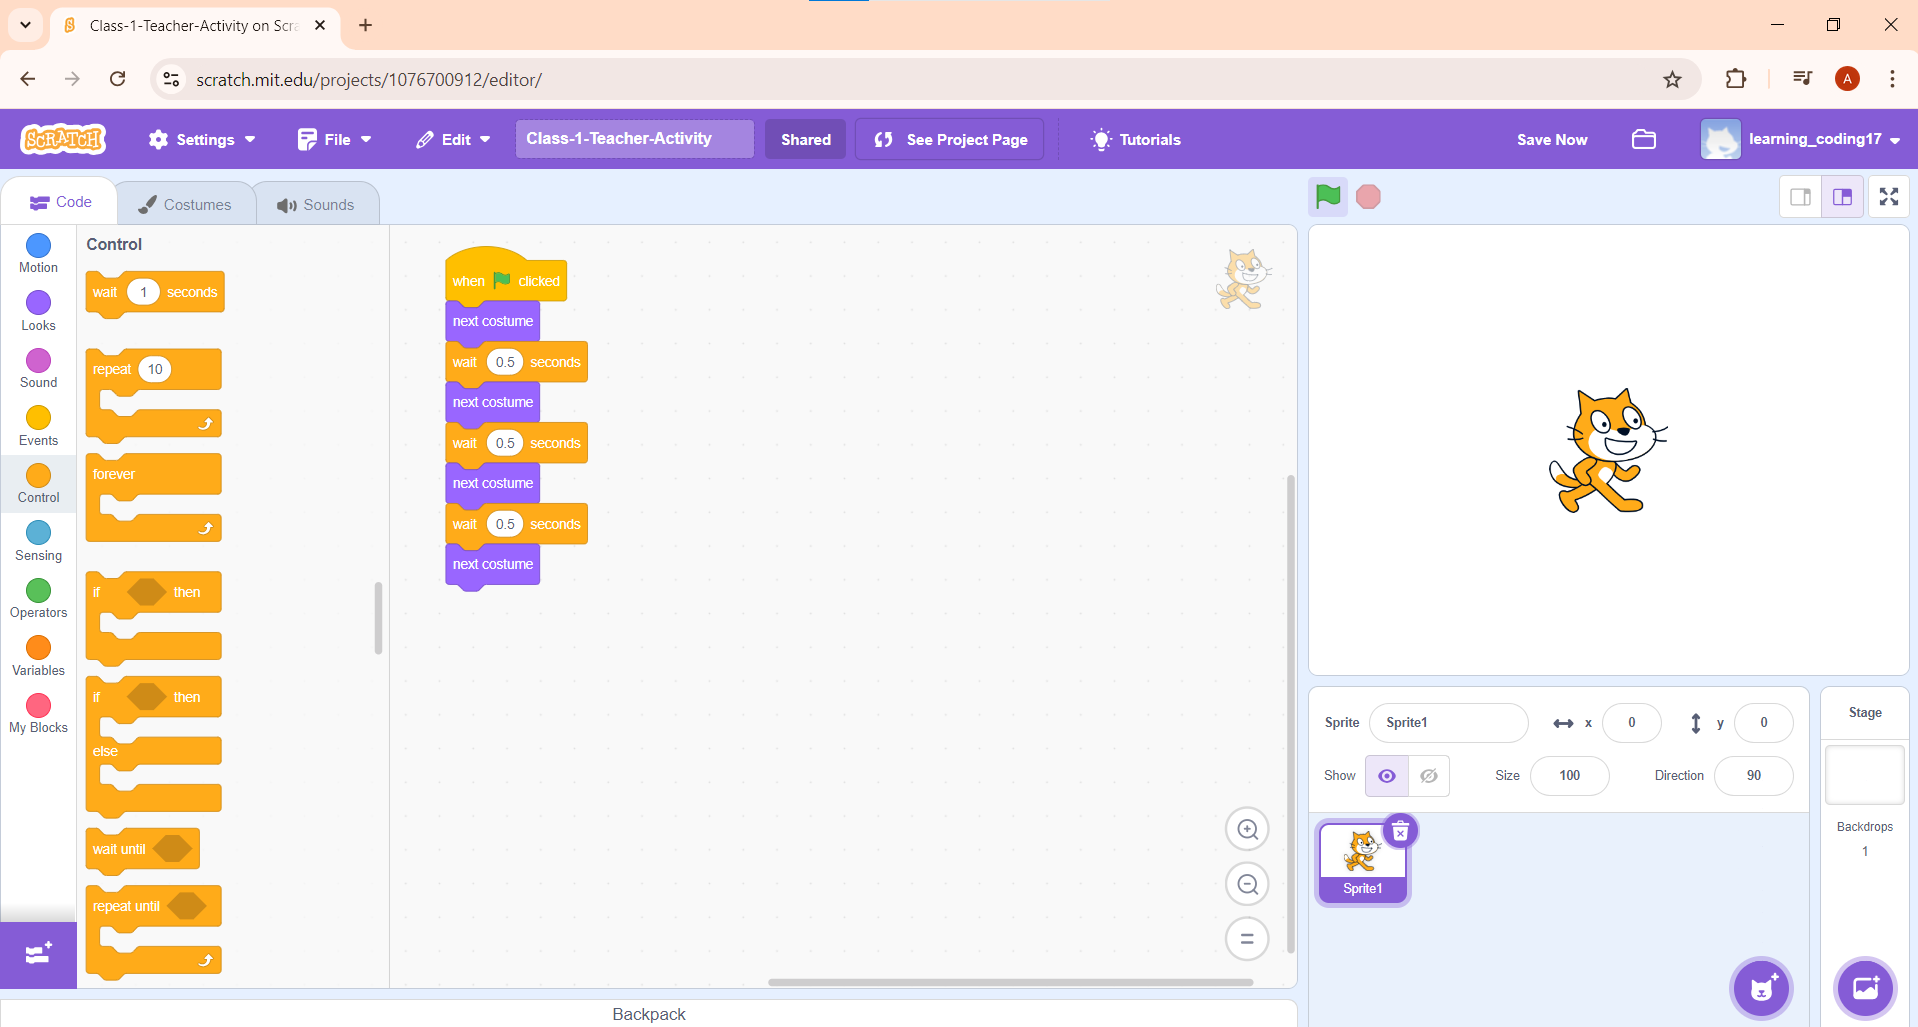 Class-1-Teacher-Activity on Scra
scratch.mit.edu/projects/1076700912/editor/
A
SCRATCH
Settings
File
Edit
Class-1-Teacher-Activity
Shared
See Project Page
Tutorials
Save Now
learning_coding17
Code
Costumes
Sounds
Motion
Looks
Sound
Events
Control
Sensing
Operators
Variables
My Blocks
Control
wait 1 seconds
repeat 10
forever
if then
if then
else
wait until
repeat until
when clicked
next costume
wait 0.5 seconds
next costume
wait 0.5 seconds
next costume
wait 0.5 seconds
next costume
Sprite Sprite1 x 0 y 0
Show Size 100 Direction 90
Sprite1
Stage
Backdrops
1
Backpack